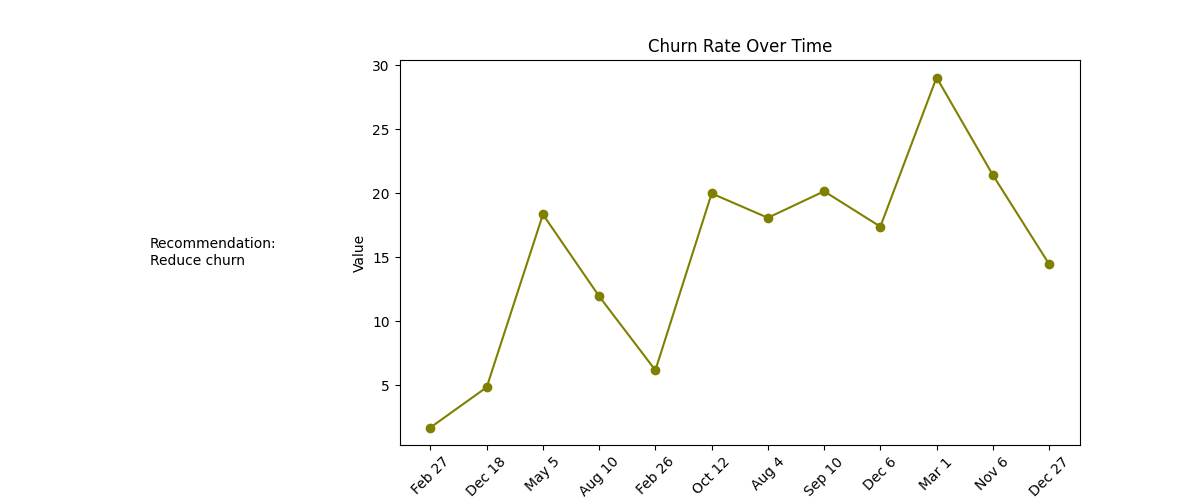 Churn Rate Over Time
Recommendation:
Reduce churn
Value
30
25
20
15
10
5
Feb 27
Dec 18
May 5
Aug 10
Feb 26
Oct 12
Aug 4
Sep 10
Dec 6
Mar 1
Nov 6
Dec 27